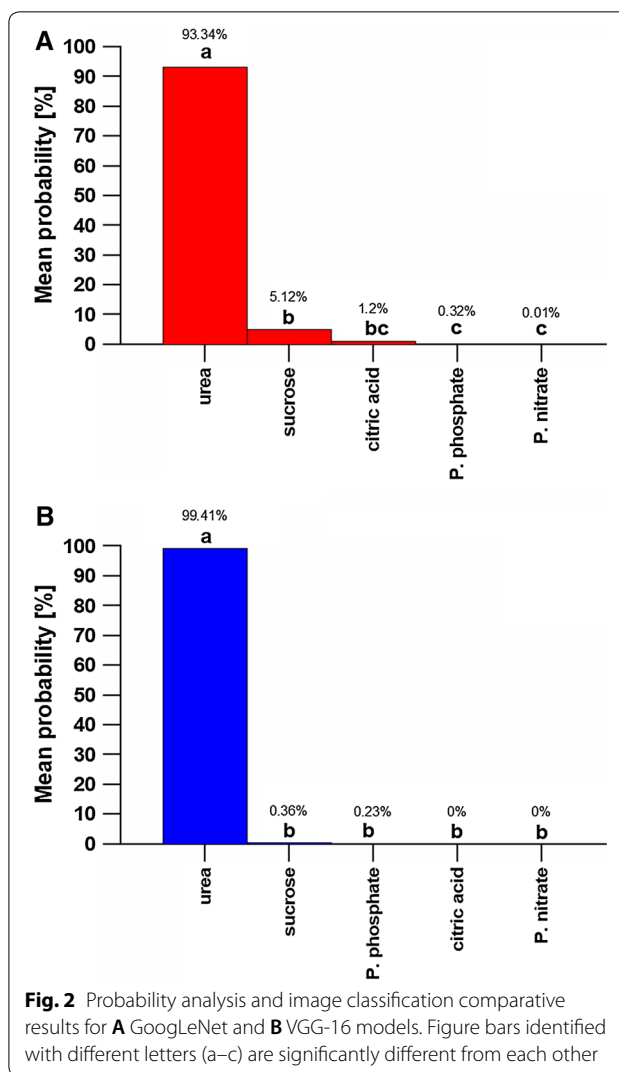 A
93.34%
a
100
90
80
70
60
50
40
30
20
10
0
Mean probability [%]
5.12%
b
1.2%
bc
0.32%
c
0.01%
c
urea
sucrose
citric acid
P. phosphate
P. nitrate
B
99.41%
a
100
90
80
70
60
50
40
30
20
10
0
Mean probability [%]
0.36%
b
0.23%
b
0%
b
0%
b
urea
sucrose
P. phosphate
citric acid
P. nitrate
Fig. 2 Probability analysis and image classification comparative
results for A GoogLeNet and B VGG-16 models. Figure bars identified
with different letters (a–c) are significantly different from each other